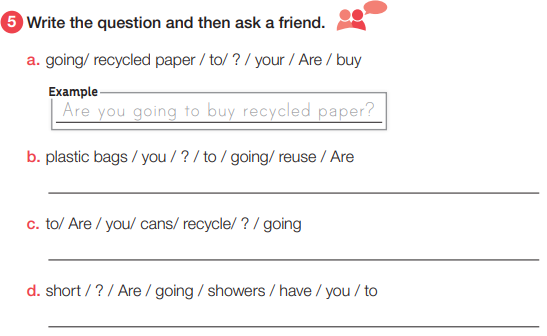 5 Write the question and then ask a friend.
a. going/ recycled paper / to/ ? / your / Are / buy
Example
Are you going to buy recycled paper?
b. plastic bags / you / ? / to / going/ reuse / Are
c. to/ Are / you/ cans/ recycle/ ? / going
d. short / ? / Are / going / showers / have / you / to